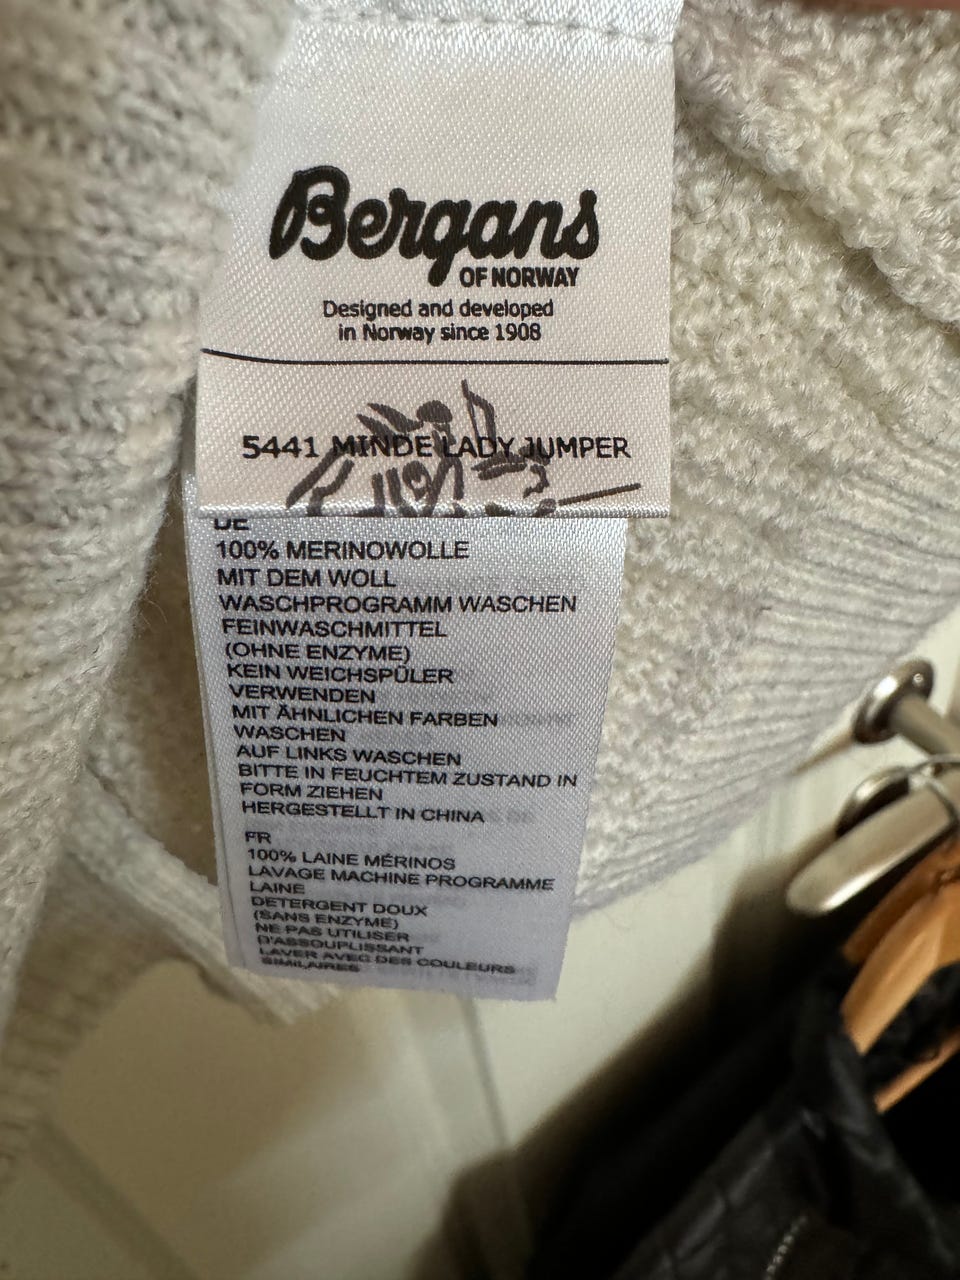 Bergans
OF NORWAY
Designed and developed
in Norway since 1908
5441 MINDE LADY JUMPER
DE
100% MERINOWOLLE
MIT DEM WOLL
WASCHPROGRAMM WASCHEN
FEINWASCHMITTEL
(OHNE ENZYME)
KEIN WEICHSPÜLER
VERWENDEN
MIT ÄHNLICHEN FARBEN
WASCHEN
AUF LINKS WASCHEN
BITTE IN FEUCHTEM ZUSTAND IN
FORM ZIEHEN
HERGESTELLT IN CHINA
FR
100% LAINE MÉRINOS
LAVAGE MACHINE PROGRAMME
LAINE
DETERGENT DOUX
(SANS ENZYME)
NE PAS UTILISER
D'ASSOUPLISSANT
LAVER AVEC DES COULEURS
SIMILAIRES